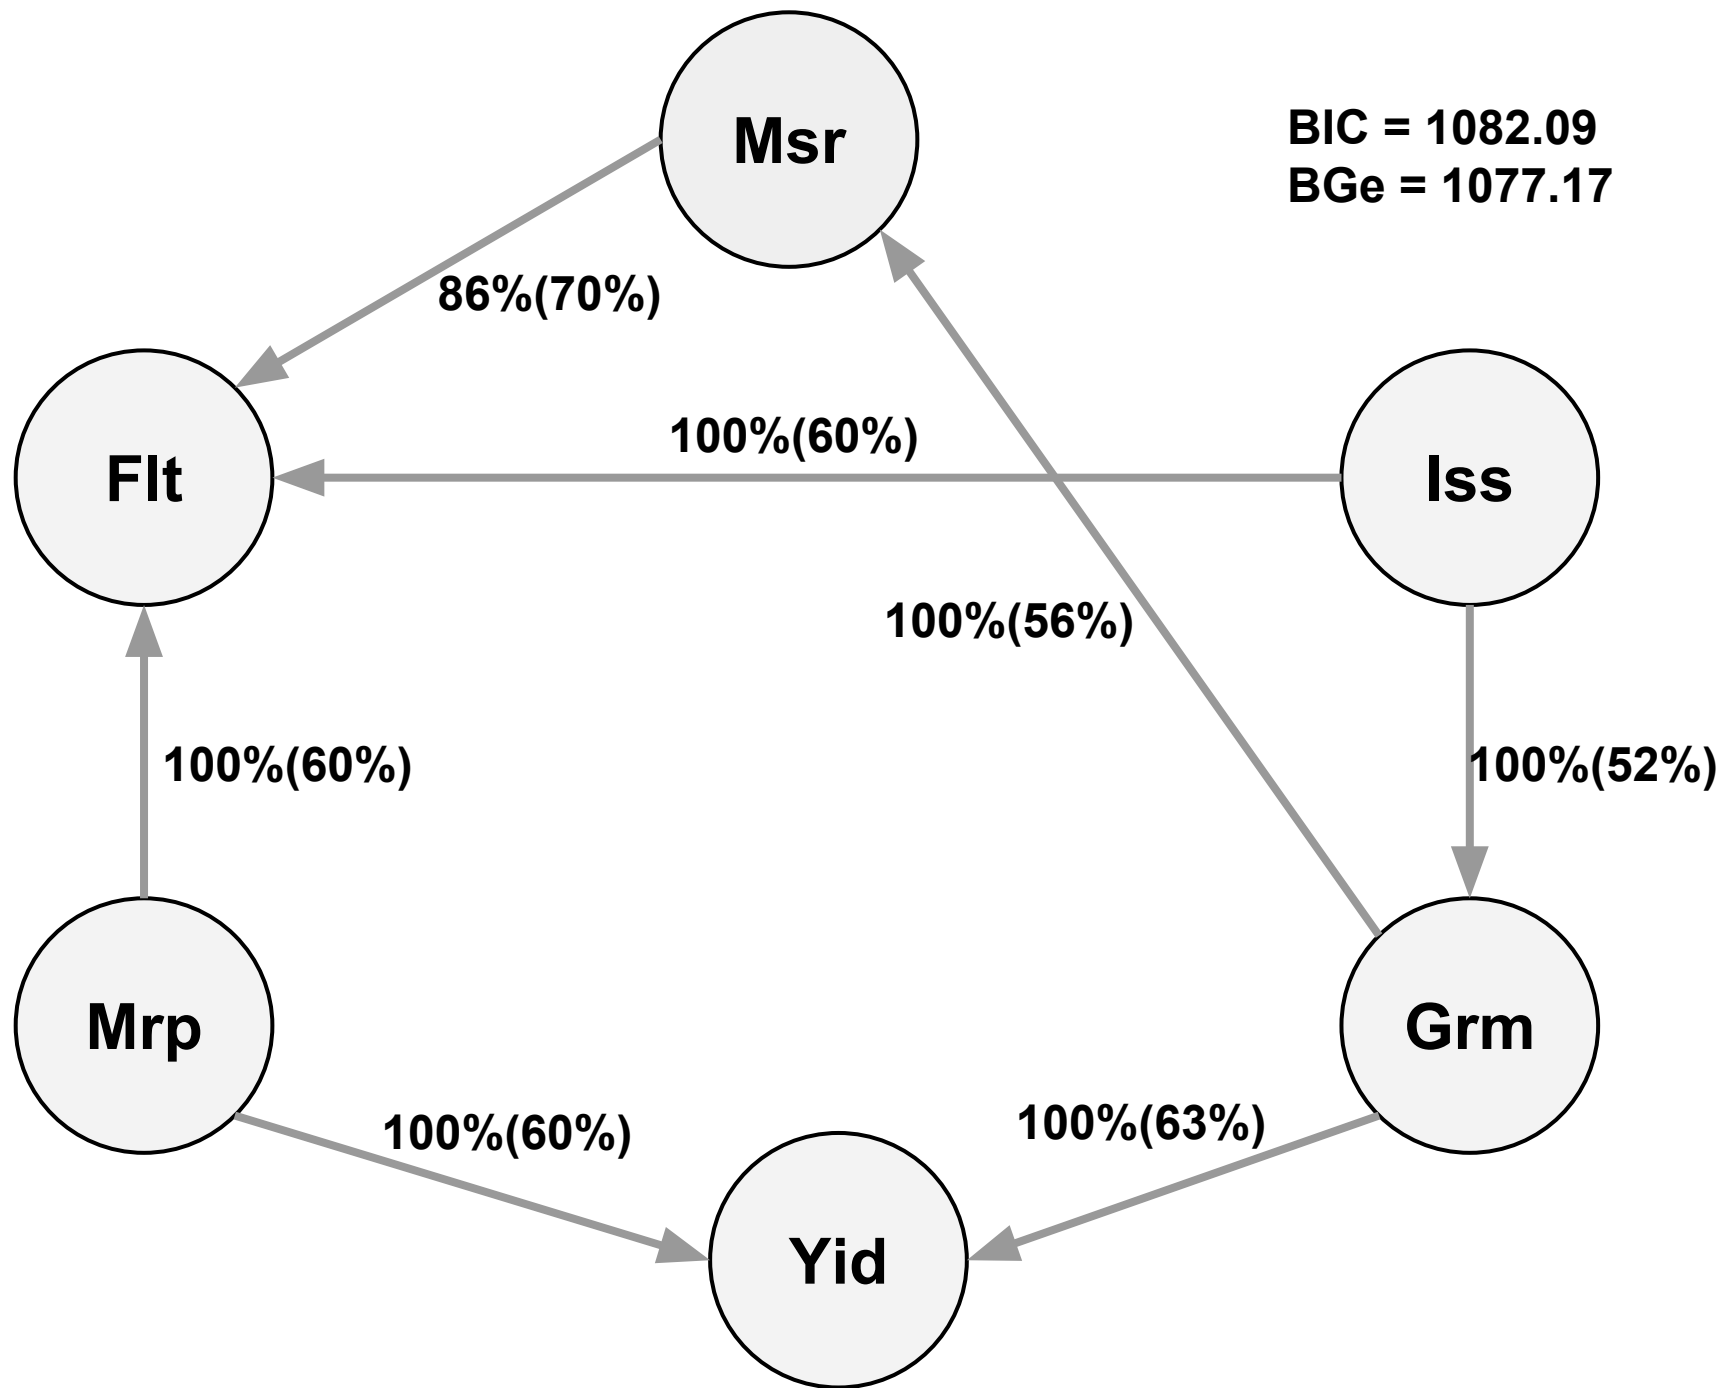 Msr
BIC = 1082.09
BGe = 1077.17
86%(70%)
100%(60%)
Flt
Iss
100%(56%)
100%(60%)
100%(52%)
Mrp
Grm
100%(60%)
100%(63%)
Yid